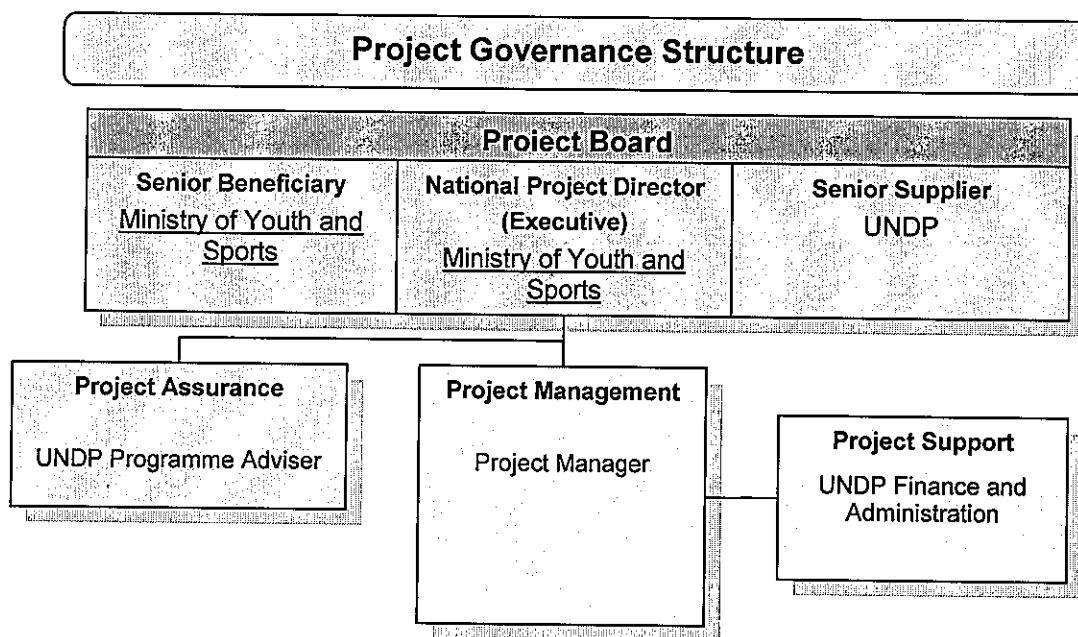 Project Governance Structure
Project Board
Senior Beneficiary
Ministry of Youth and
Sports
National Project Director
(Executive)
Ministry of Youth and
Sports
Senior Supplier
UNDP
Project Assurance
UNDP Programme Adviser
Project Management
Project Manager
Project Support
UNDP Finance and
Administration